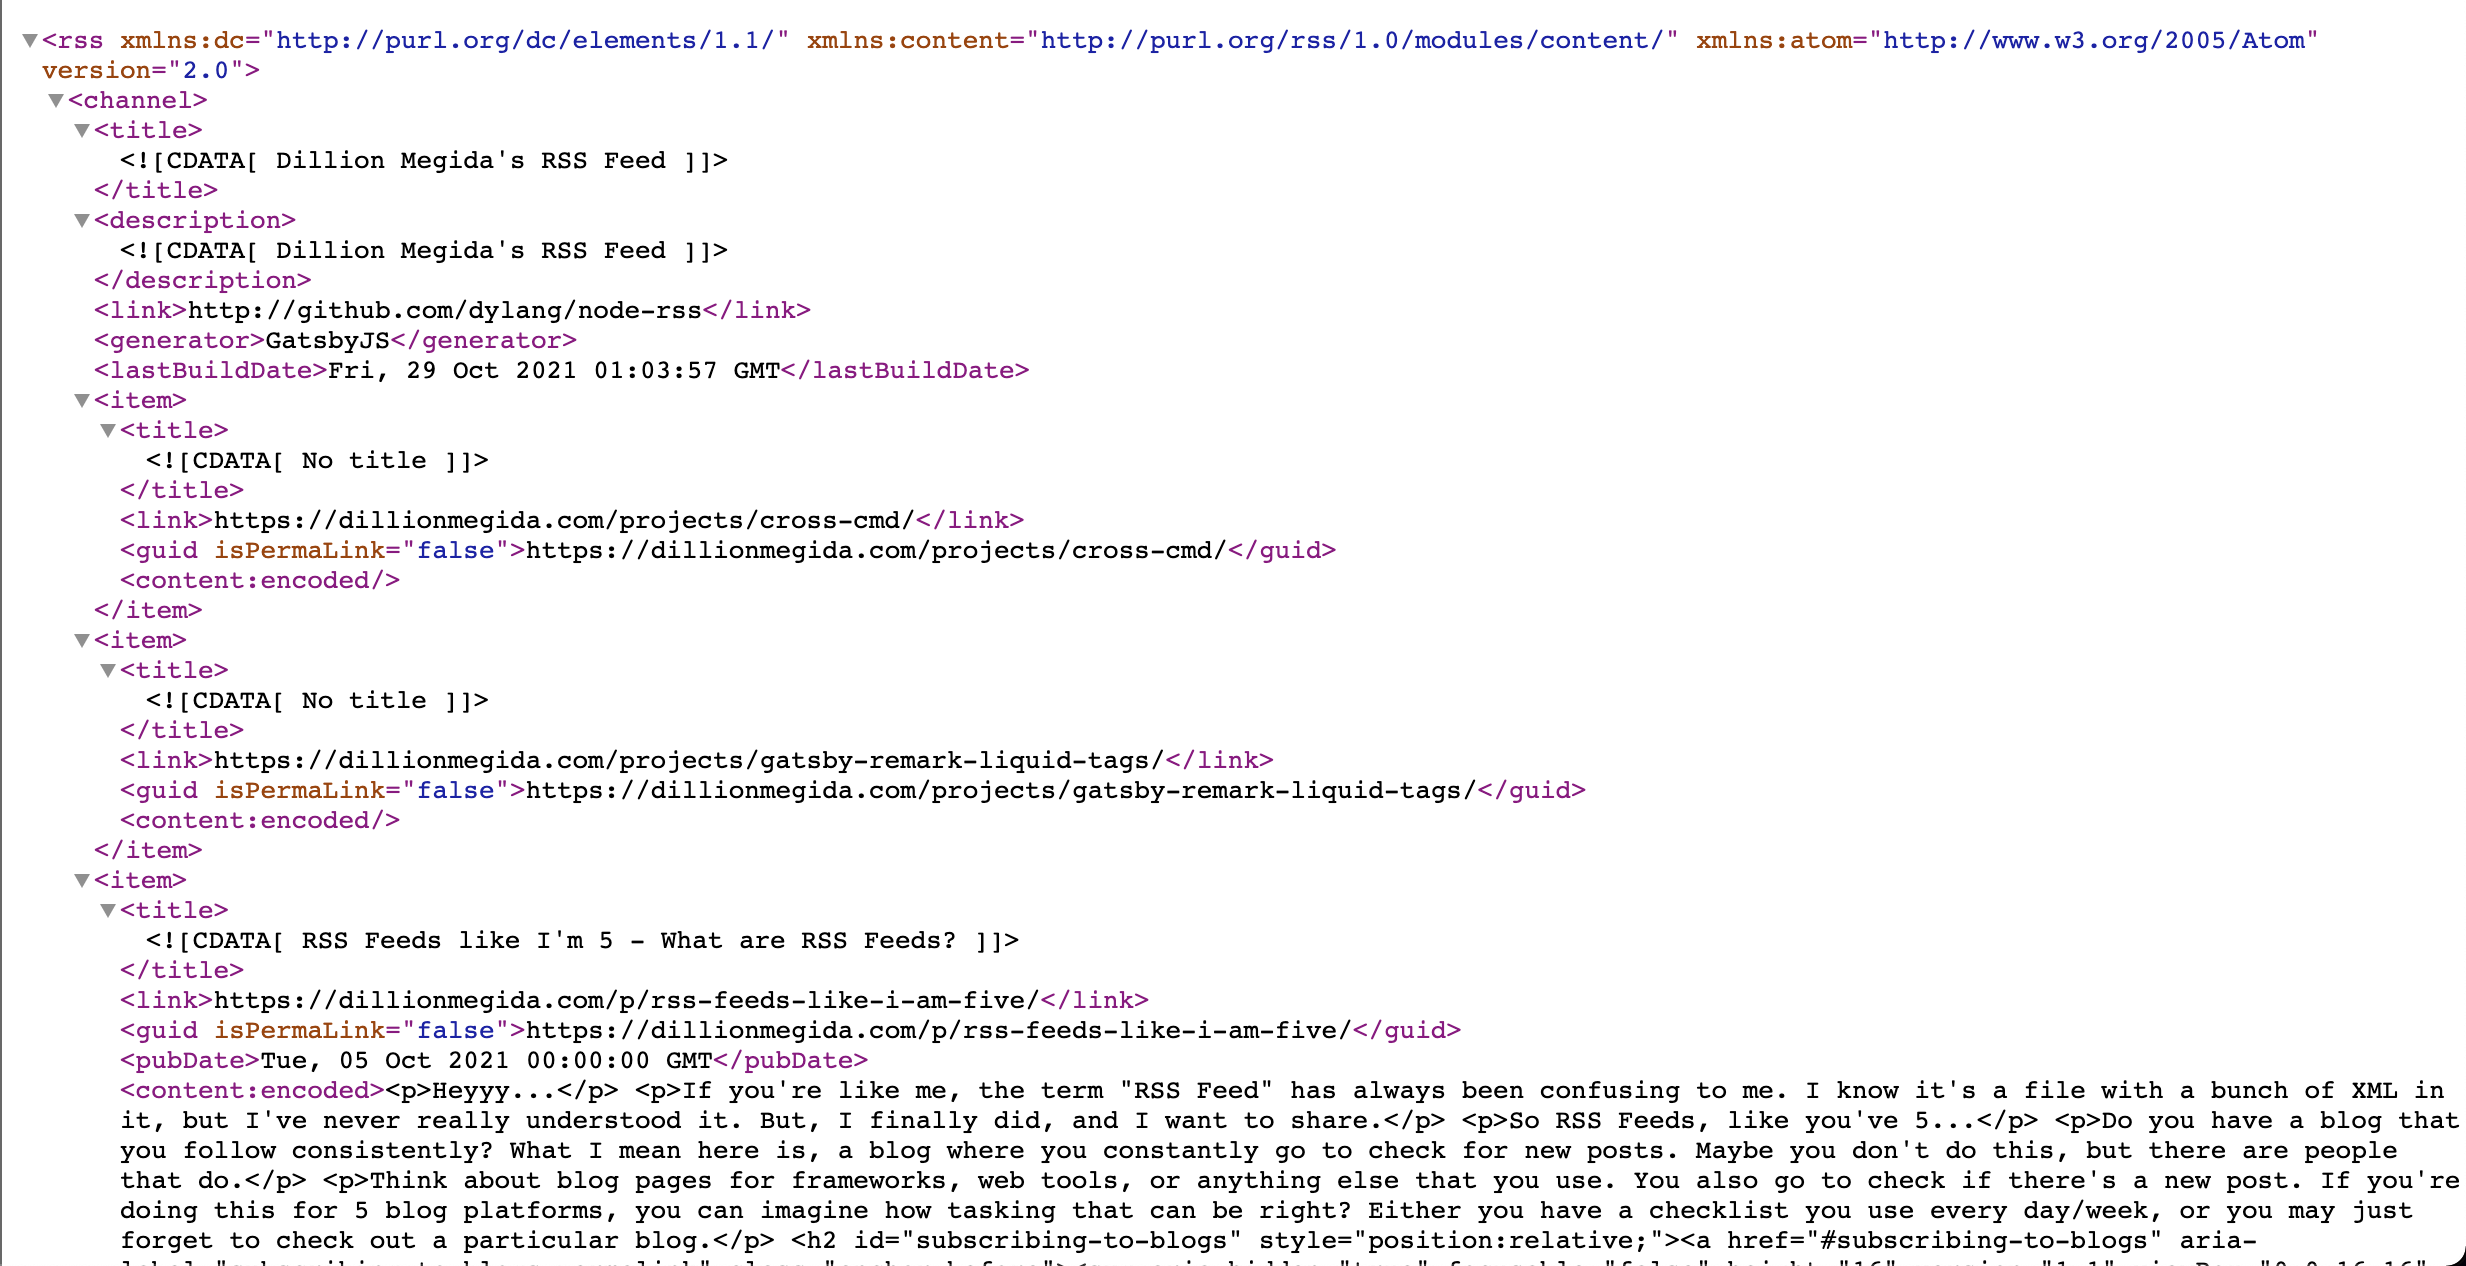 <rss xmlns:dc="http://purl.org/dc/elements/1.1/" xmlns:content="http://purl.org/rss/1.0/modules/content/" xmlns:atom="http://www.w3.org/2005/Atom"
version="2.0">
<channel>
<title>
<![CDATA[ Dillion Megida's RSS Feed ]]>
</title>
<description>
<![CDATA[ Dillion Megida's RSS Feed ]]>
</description>
<link>http://github.com/dylang/node-rss</link>
<generator>GatsbyJS</generator>
<lastBuildDate>Fri, 29 Oct 2021 01:03:57 GMT</lastBuildDate>
<item>
<title>
<![CDATA[ No title ]]>
</title>
<link>https://dillionmegida.com/projects/cross-cmd/</link>
<guid isPermaLink="false">https://dillionmegida.com/projects/cross-cmd/</guid>
<content:encoded/>
</item>
<item>
<title>
<![CDATA[ No title ]]>
</title>
<link>https://dillionmegida.com/projects/gatsby-remark-liquid-tags/</link>
<guid isPermaLink="false">https://dillionmegida.com/projects/gatsby-remark-liquid-tags/</guid>
<content:encoded/>
</item>
<item>
<title>
<![CDATA[ RSS Feeds like I'm 5 - What are RSS Feeds? ]]>
</title>
<link>https://dillionmegida.com/p/rss-feeds-like-i-am-five/</link>
<guid isPermaLink="false">https://dillionmegida.com/p/rss-feeds-like-i-am-five/</guid>
<pubDate>Tue, 05 Oct 2021 00:00:00 GMT</pubDate>
<content:encoded><p>Heyyy...</p> <p>If you're like me, the term "RSS Feed" has always been confusing to me. I know it's a file with a bunch of XML in
it, but I've never really understood it. But, I finally did, and I want to share.</p> <p>So RSS Feeds, like you've 5...</p> <p>Do you have a blog that
you follow consistently? What I mean here is, a blog where you constantly go to check for new posts. Maybe you don't do this, but there are people
that do.</p> <p>Think about blog pages for frameworks, web tools, or anything else that you use. You also go to check if there's a new post. If you're
doing this for 5 blog platforms, you can imagine how tasking that can be right? Either you have a checklist you use every day/week, or you may just
forget to check out a particular blog.</p> <h2 id="subscribing-to-blogs" style="position:relative;"><a href="#subscribing-to-blogs" aria-